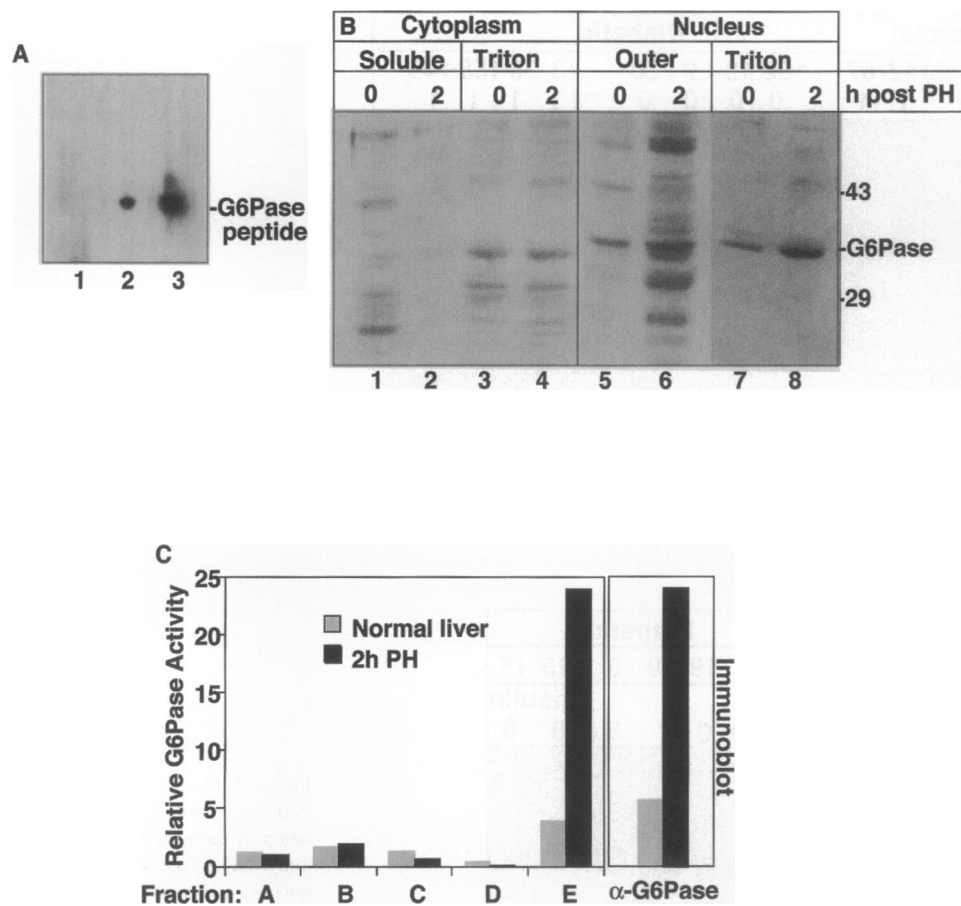 A
-G6Pase
peptide
1 2 3
B
Cytoplasm Nucleus
Soluble Triton Outer Triton
0 2 0 2 0 2 0 2 h post PH
43
-G6Pase
29
1 2 3 4 5 6 7 8
C
Relative G6Pase Activity
25
20
15
10
5
0
Normal liver
2h PH
Immunoblot
Fraction: A B C D E α-G6Pase